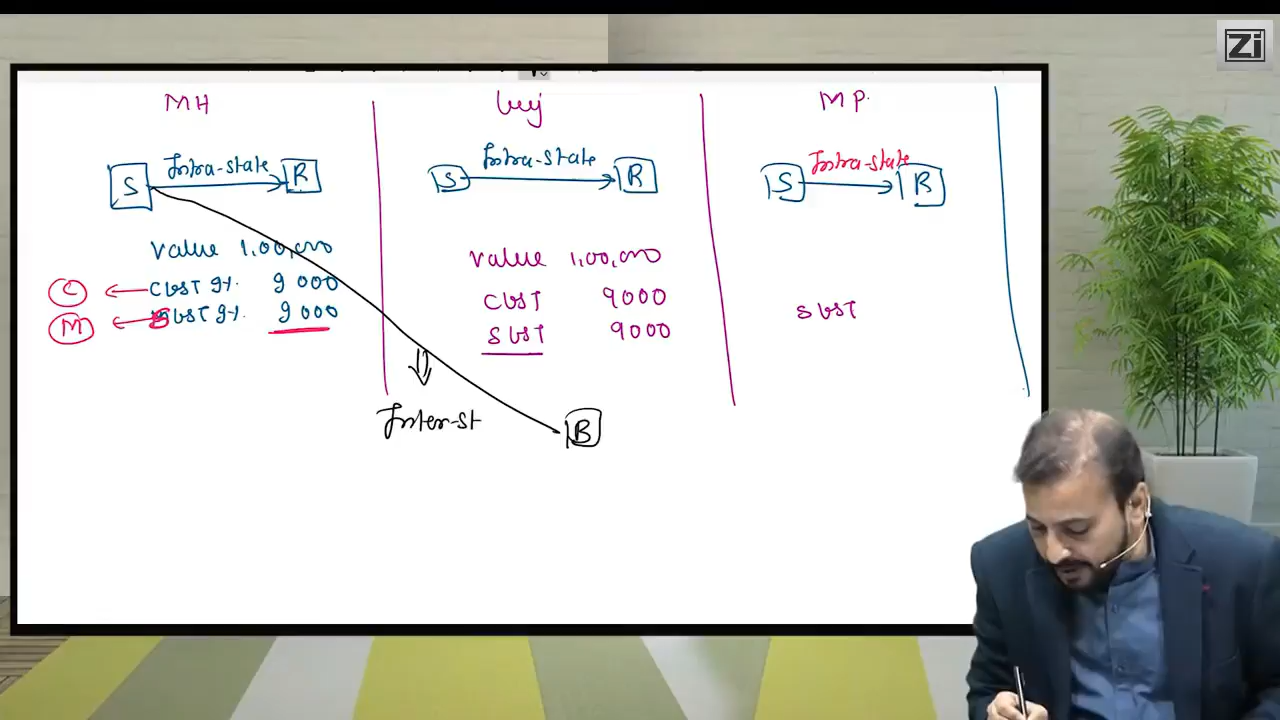 Zi
MH
Guj
MP.
S Intra-state R
S Intra-state R
S Intra-state R
Value 1,00,000
C ← CGST 9%. 9000
M ← SGST 9%. 9000
Value 1,00,000
CGST 9000
SGST 9000
SGST
Inter-st
R